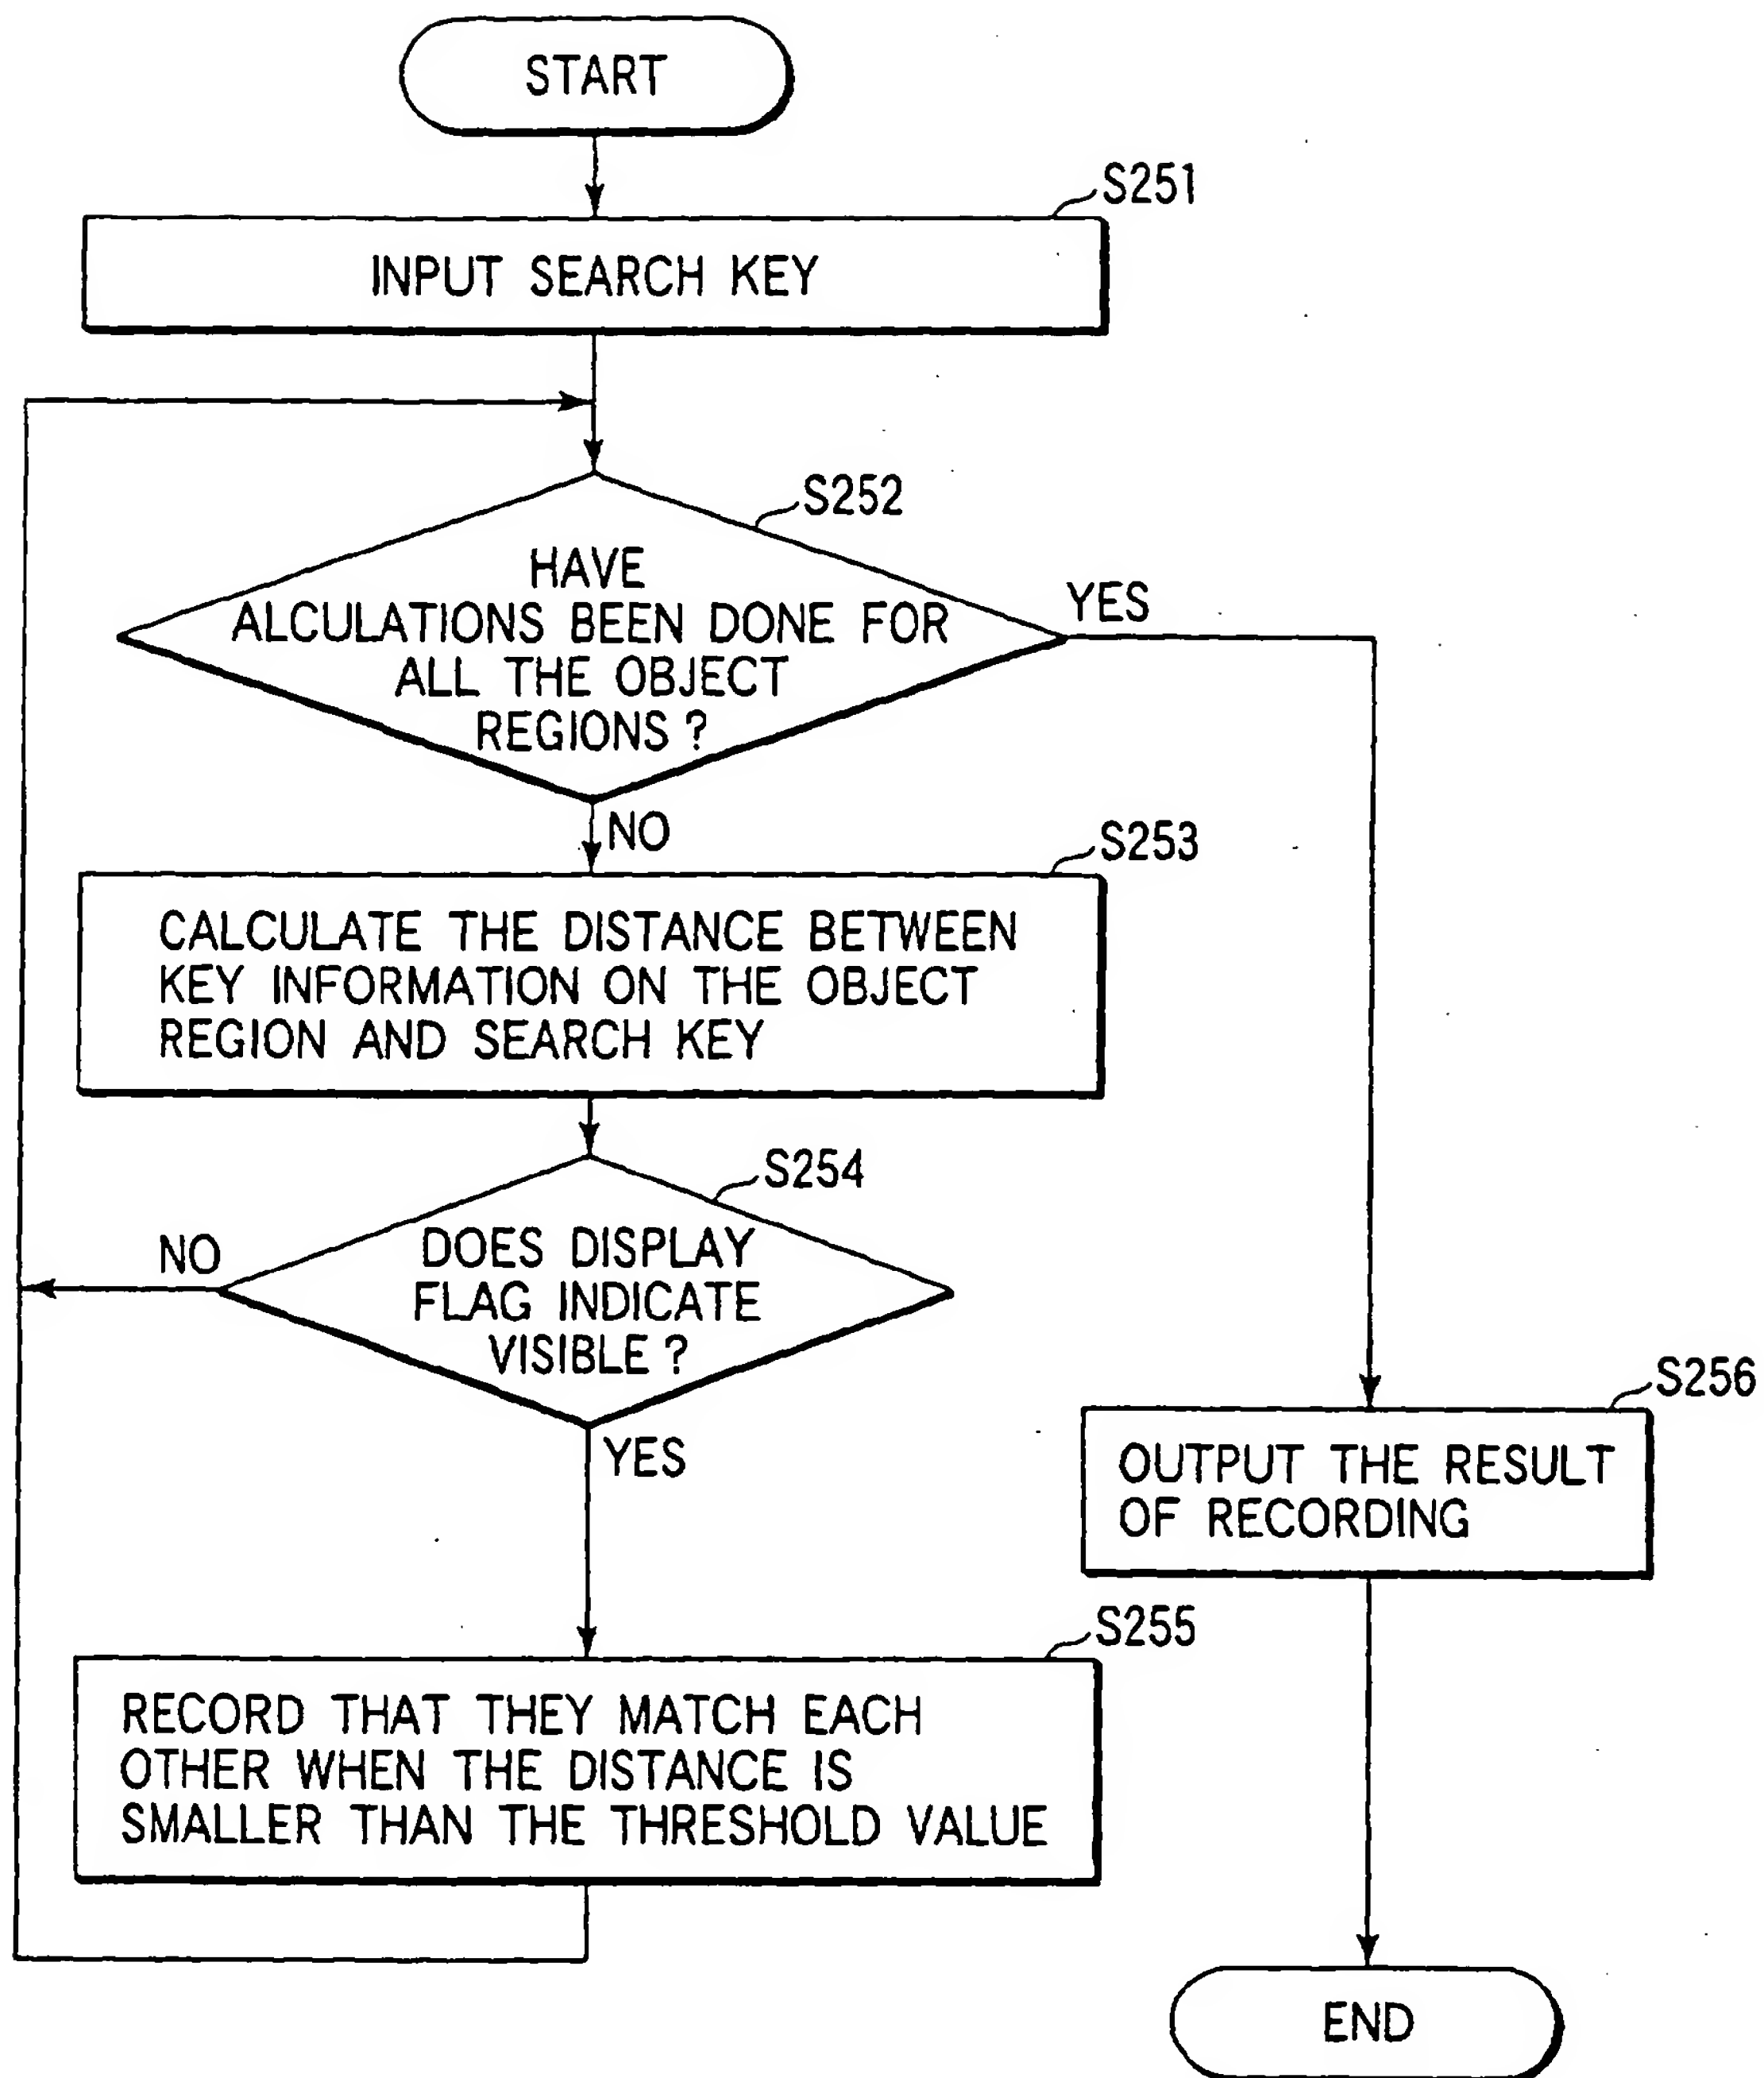 START
S251
INPUT SEARCH KEY
S252
HAVE
ALCULATIONS BEEN DONE FOR
ALL THE OBJECT
REGIONS ?
YES
NO
S253
CALCULATE THE DISTANCE BETWEEN
KEY INFORMATION ON THE OBJECT
REGION AND SEARCH KEY
S254
DOES DISPLAY
FLAG INDICATE
VISIBLE ?
NO
YES
S256
OUTPUT THE RESULT
OF RECORDING
S255
RECORD THAT THEY MATCH EACH
OTHER WHEN THE DISTANCE IS
SMALLER THAN THE THRESHOLD VALUE
END